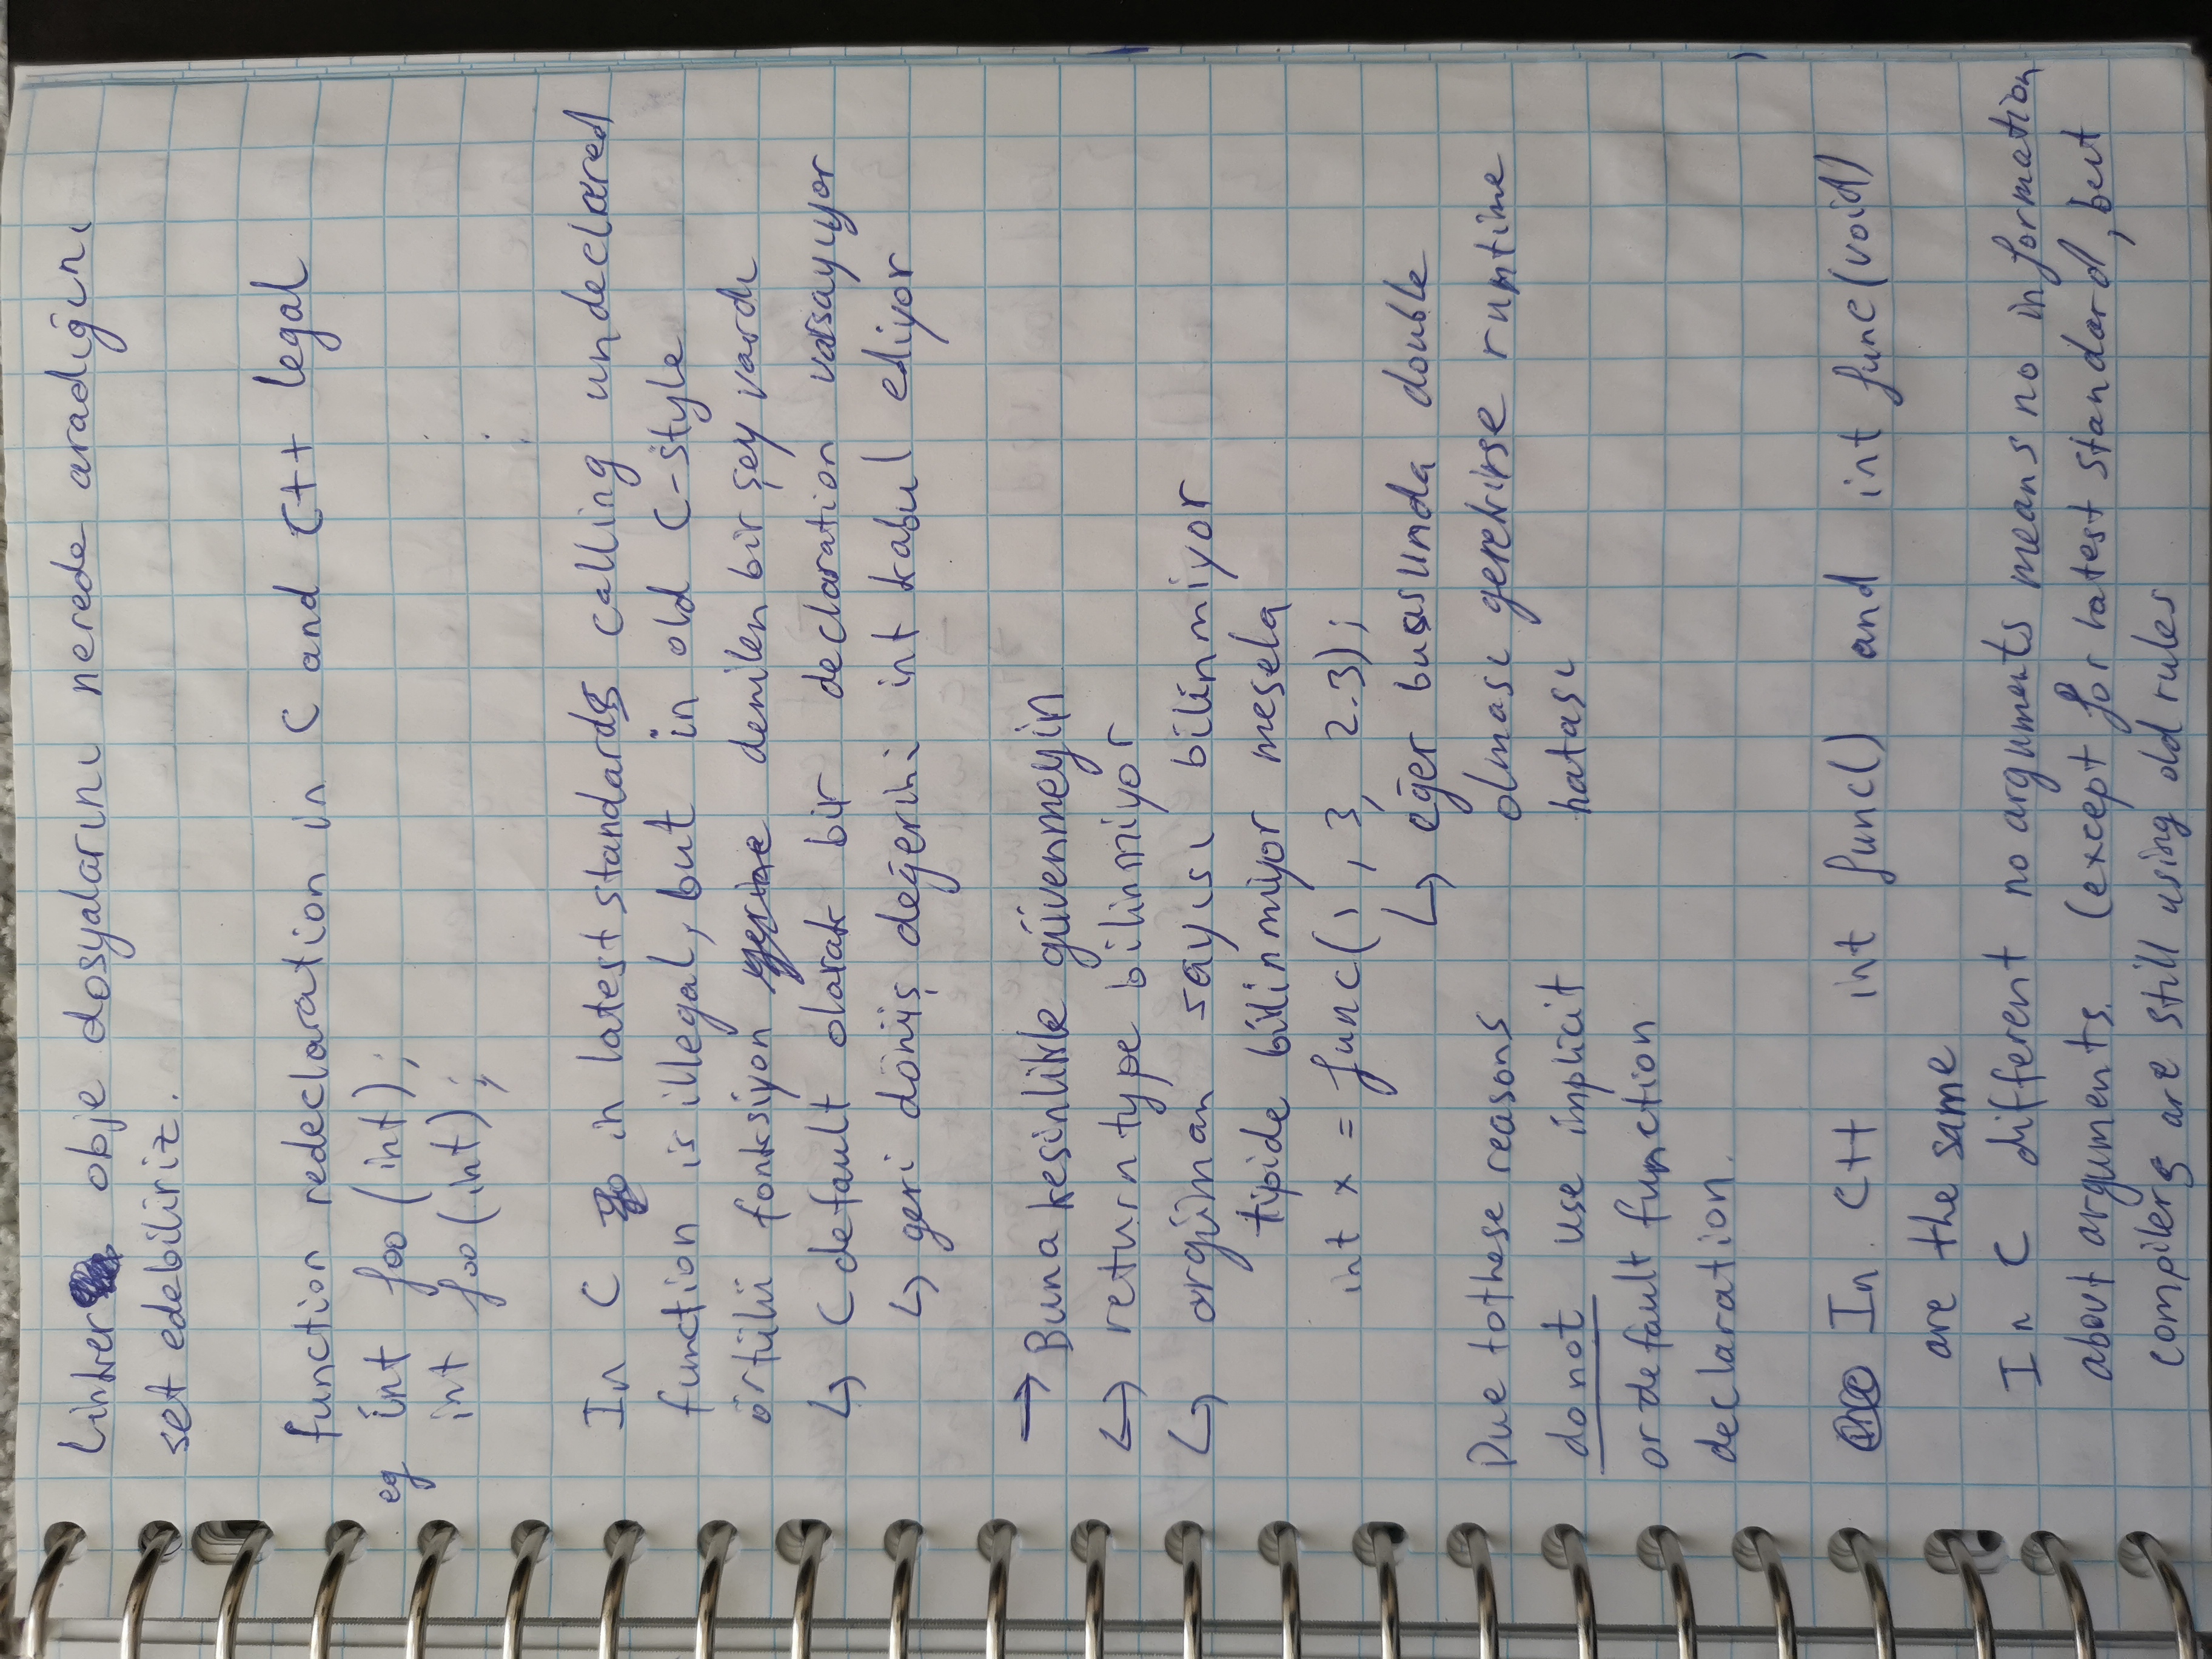 Linker obje dosyalarını nerede aradığını
set edebiliriz.
function redeclaration in C and C++ legal
eg int foo (int);
int foo (int);
In C in latest standards calling undeclared
function is illegal, but in old C-style
örtülü fonksiyon yerine denilen bir şey vardı
↳ C default olarak bir declaration varsayıyor
↳ geri dönüş değerini int kabul ediyor
→ Buna kesinlikle güvenmeyin
↳ return type bilinmiyor
↳ argüman sayısı bilinmiyor
tipide bilinmiyor mesela
int x = func(1, 3, 2.3);
↳ eğer burasında double
olması gerekirse runtime
hatası
Due to these reasons
do not use implicit
or default function
declaration.
In C++ int func() and int func(void)
are the same
In C different no arguments means no information
about arguments. (except for latest standard, but
compilers are still using old rules